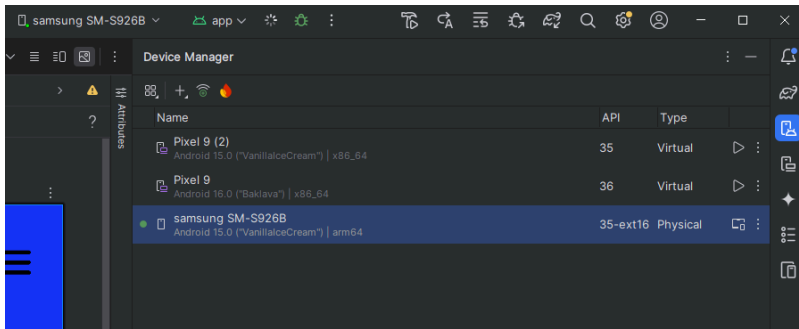 samsung SM-S926B
app
Device Manager
Attributes
Name API Type
Pixel 9 (2)
Android 15.0 ("VanillaIceCream") | x86_64
35 Virtual
Pixel 9
Android 16.0 ("Baklava") | x86_64
36 Virtual
samsung SM-S926B
Android 15.0 ("VanillaIceCream") | arm64
35-ext16 Physical